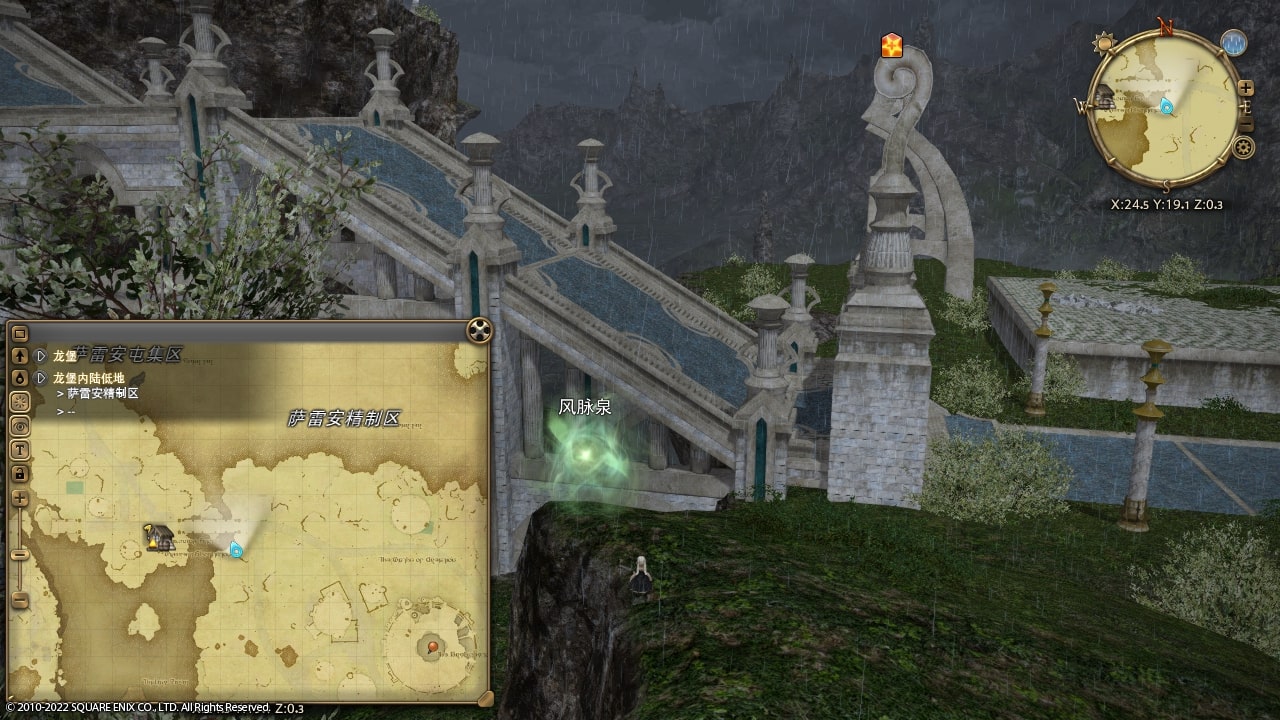 N
W
E
S
X:24.5 Y:19.1 Z:0.3
风脉泉
龙堡
萨雷安屯集区
龙堡内陆低地
> 萨雷安精制区
> --
萨雷安精制区
T
© 2010-2022 SQUARE ENIX CO., LTD. All Rights Reserved.
Z:0.3